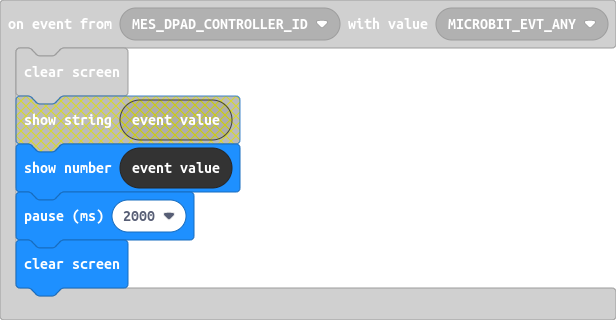 on event from MES_DPAD_CONTROLLER_ID with value MICROBIT_EVT_ANY
clear screen
show string event value
show number event value
pause (ms) 2000
clear screen